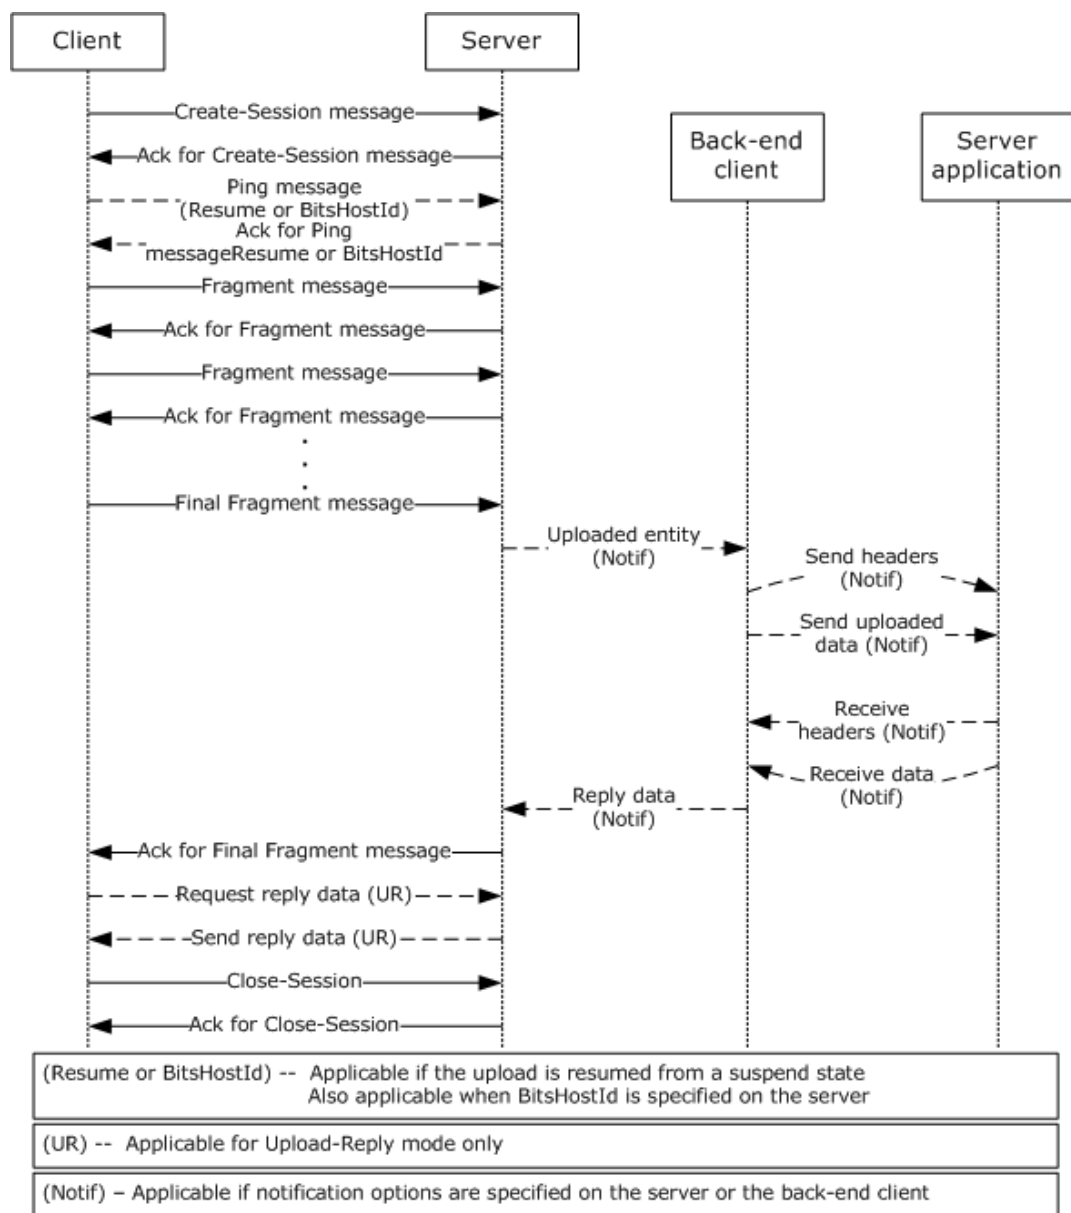 Client
Server
Create-Session message
Back-end
client
Server
application
Ack for Create-Session message
Ping message
(Resume or BitsHostId)
Ack for Ping
messageResume or BitsHostId
Fragment message
Ack for Fragment message
Fragment message
Ack for Fragment message
.
.
.
Final Fragment message
Uploaded entity
(Notif)
Send headers
(Notif)
Send uploaded
data (Notif)
Receive
headers (Notif)
Receive data
(Notif)
Reply data
(Notif)
Ack for Final Fragment message
Request reply data (UR)
Send reply data (UR)
Close-Session
Ack for Close-Session
(Resume or BitsHostId) -- Applicable if the upload is resumed from a suspend state
Also applicable when BitsHostId is specified on the server
(UR) -- Applicable for Upload-Reply mode only
(Notif) – Applicable if notification options are specified on the server or the back-end client